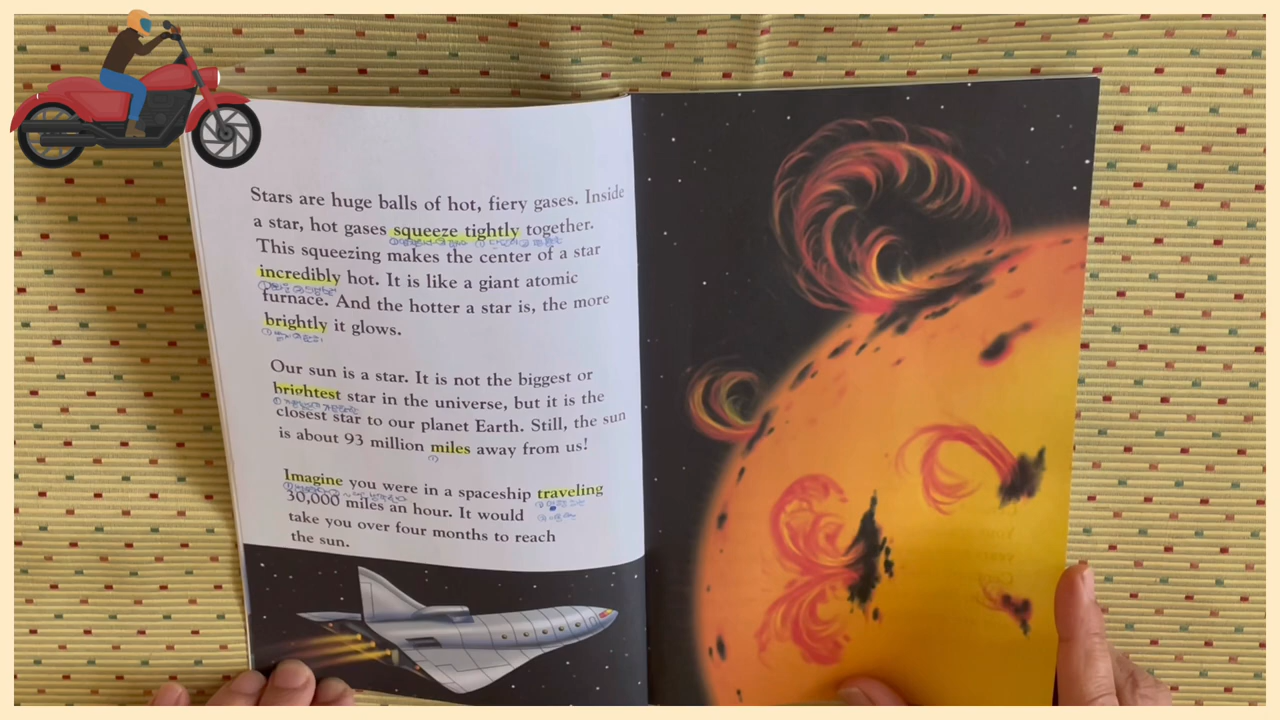 Stars are huge balls of hot, fiery gases. Inside
a star, hot gases squeeze tightly together.
This squeezing makes the center of a star
incredibly hot. It is like a giant atomic
furnace. And the hotter a star is, the more
brightly it glows.
Our sun is a star. It is not the biggest or
brightest star in the universe, but it is the
closest star to our planet Earth. Still, the sun
is about 93 million miles away from us!
Imagine you were in a spaceship traveling
30,000 miles an hour. It would
take you over four months to reach
the sun.